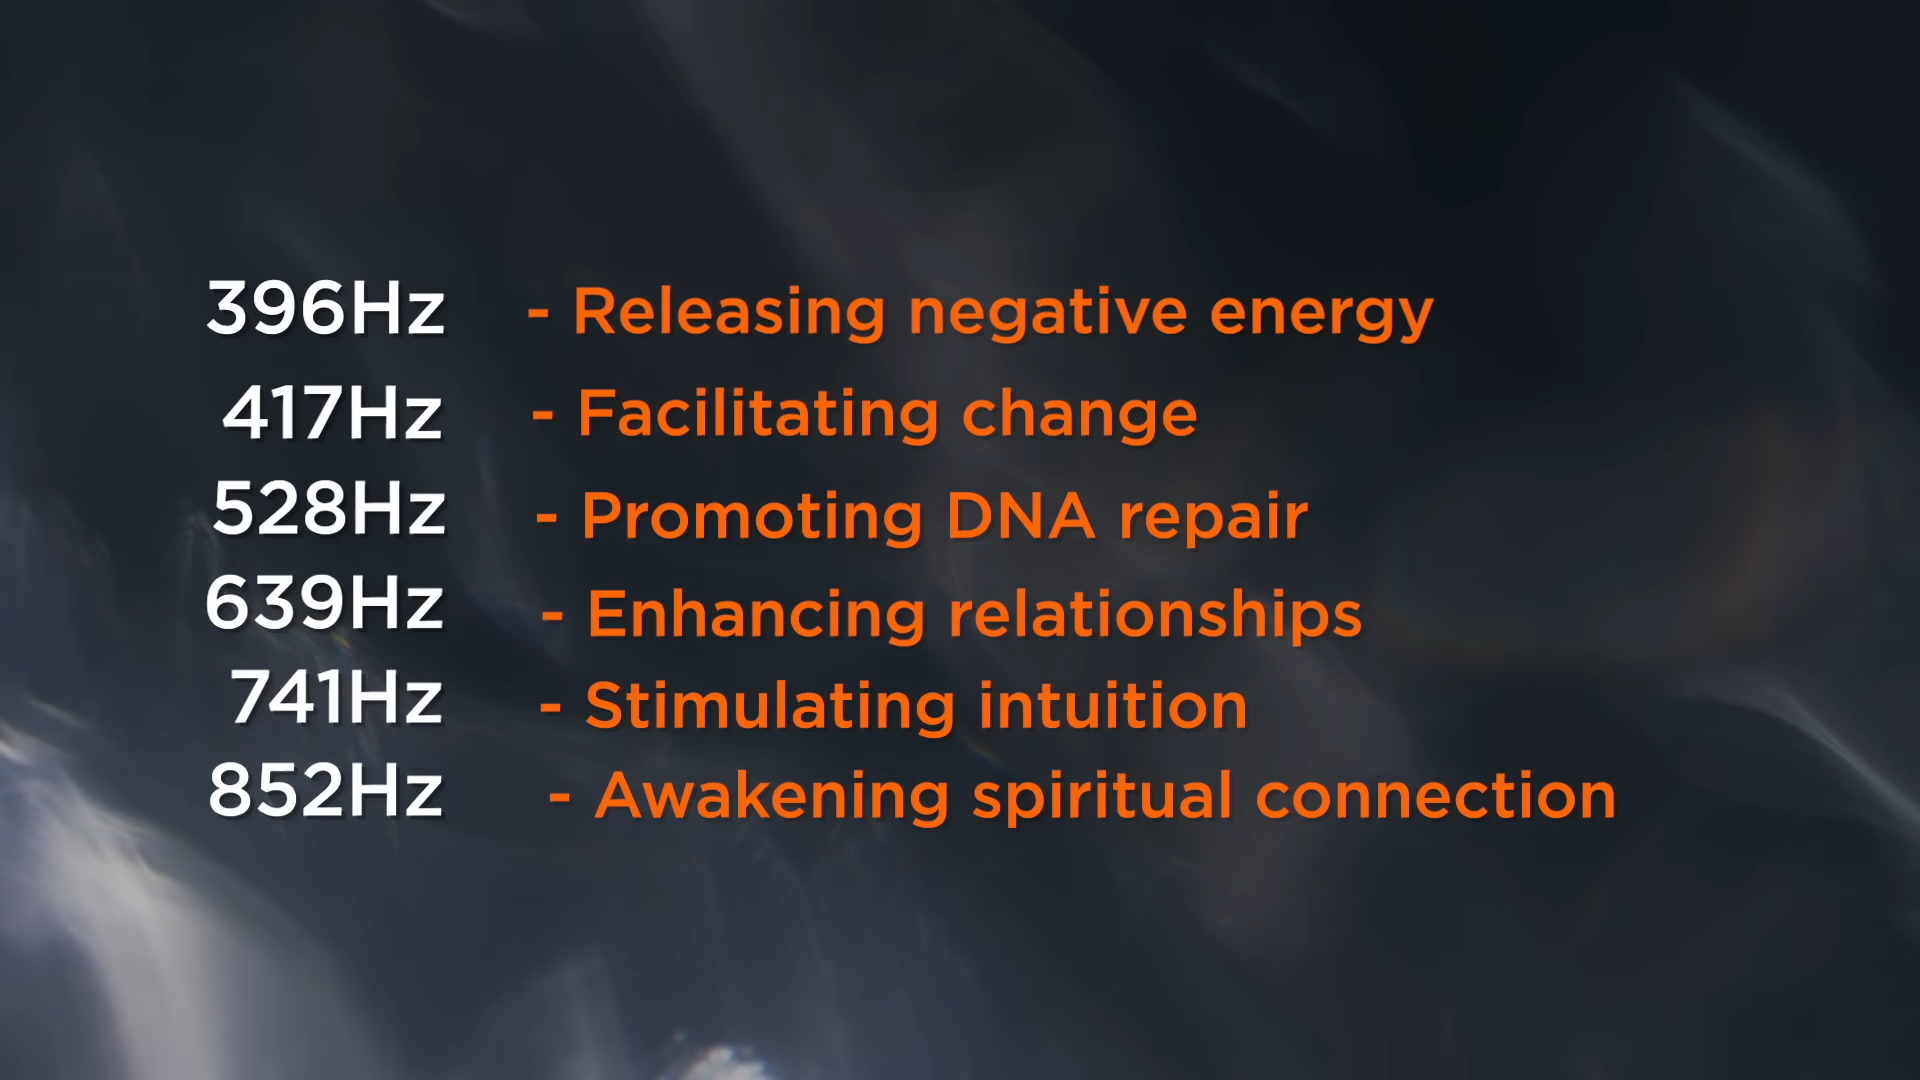 396Hz - Releasing negative energy
417Hz - Facilitating change
528Hz - Promoting DNA repair
639Hz - Enhancing relationships
741Hz - Stimulating intuition
852Hz - Awakening spiritual connection